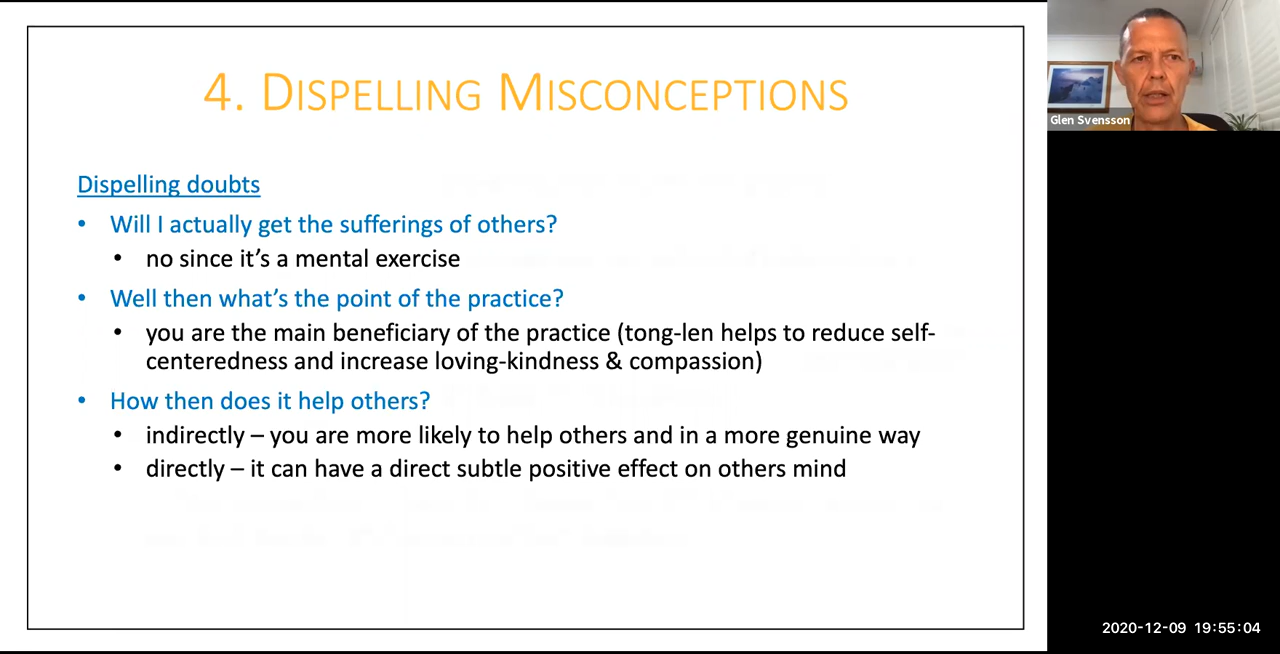 4. DISPELLING MISCONCEPTIONS
Glen Svensson
Dispelling doubts
• Will I actually get the sufferings of others?
• no since it’s a mental exercise
• Well then what’s the point of the practice?
• you are the main beneficiary of the practice (tong-len helps to reduce self-
centeredness and increase loving-kindness & compassion)
• How then does it help others?
• indirectly – you are more likely to help others and in a more genuine way
• directly – it can have a direct subtle positive effect on others mind
2020-12-09 19:55:04